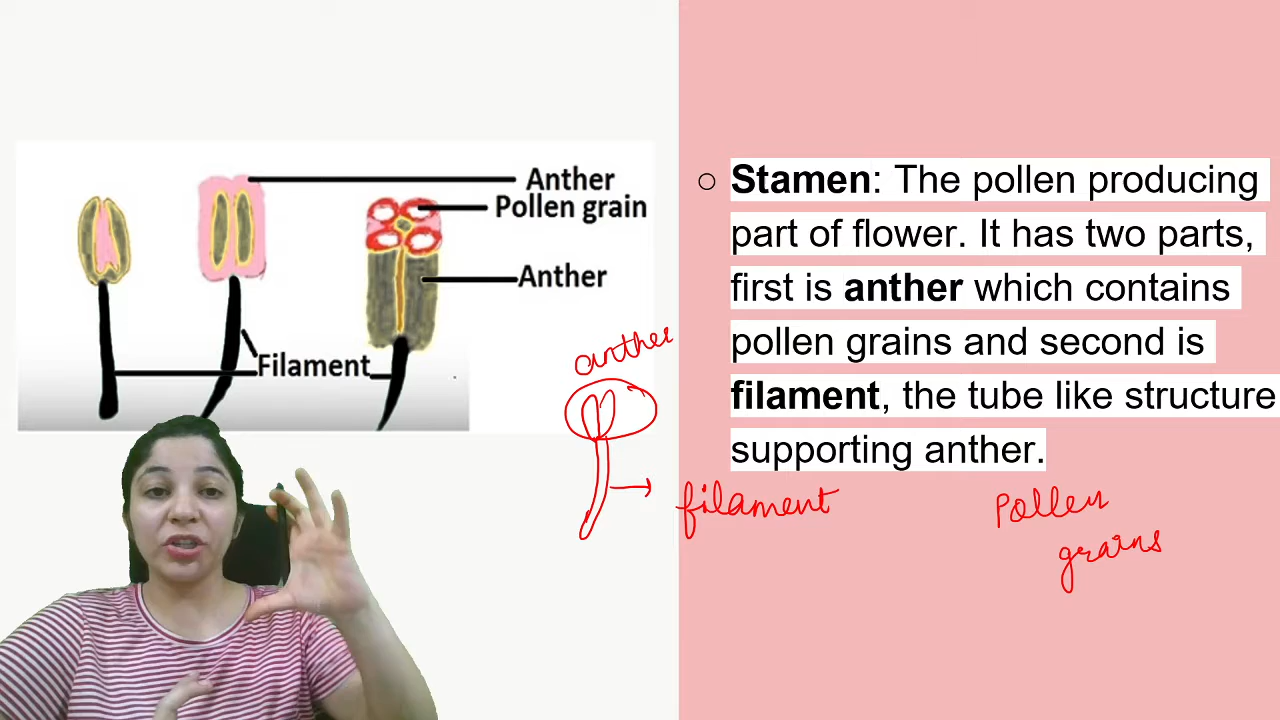 Anther
Pollen grain
Anther
Filament
anther
filament
○ Stamen: The pollen producing
part of flower. It has two parts,
first is anther which contains
pollen grains and second is
filament, the tube like structure
supporting anther.
Pollen
grains